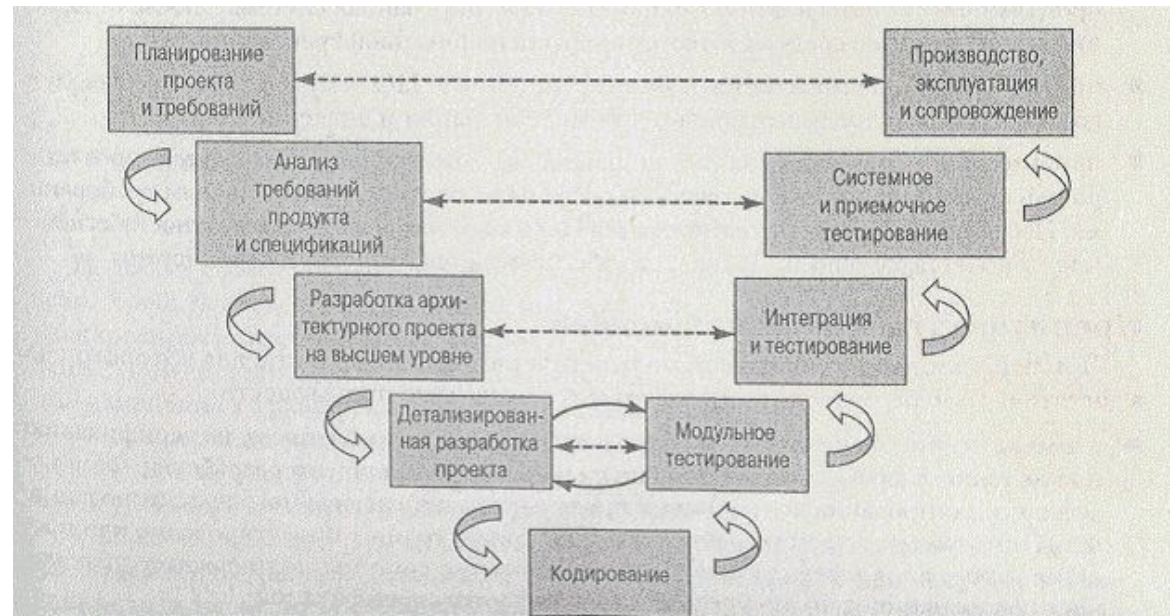 Планирование
проекта
и требований
Производство,
эксплуатация
и сопровождение
Анализ
требований
продукта
и спецификаций
Системное
и приемочное
тестирование
Разработка архи-
тектурного проекта
на высшем уровне
Интеграция
и тестирование
Детализирован-
ная разработка
проекта
Модульное
тестирование
Кодирование